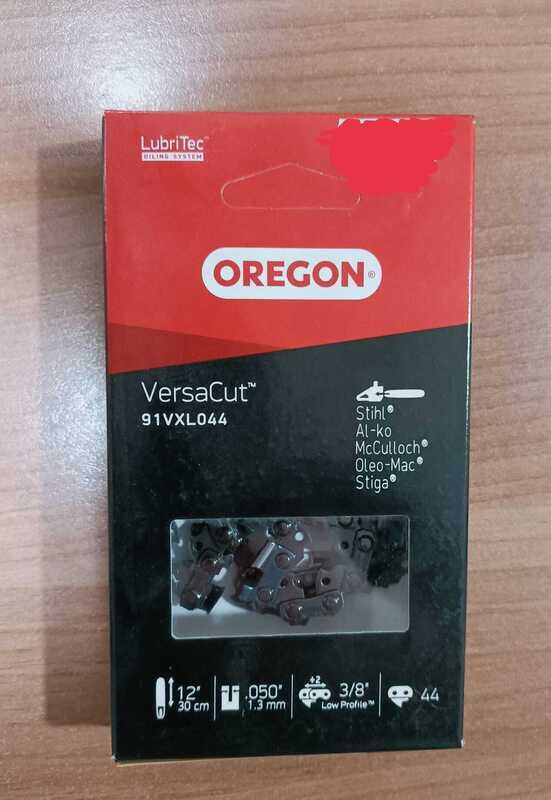 LubriTec™
OILING SYSTEM
OREGON®
VersaCut™
91VXL044
Stihl®
Al-ko
McCulloch®
Oleo-Mac®
Stiga®
12"
30 cm
.050"
1.3 mm
÷2
3/8"
Low Profile™
44